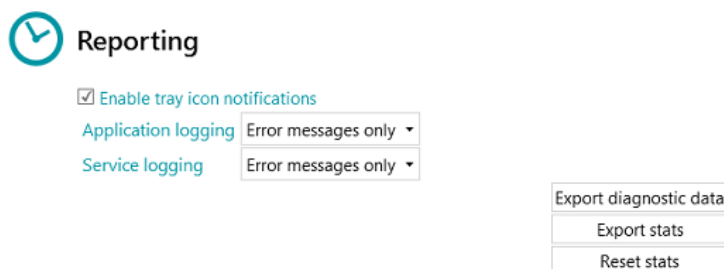 Reporting
Enable tray icon notifications
Application logging Error messages only
Service logging Error messages only
Export diagnostic data
Export stats
Reset stats